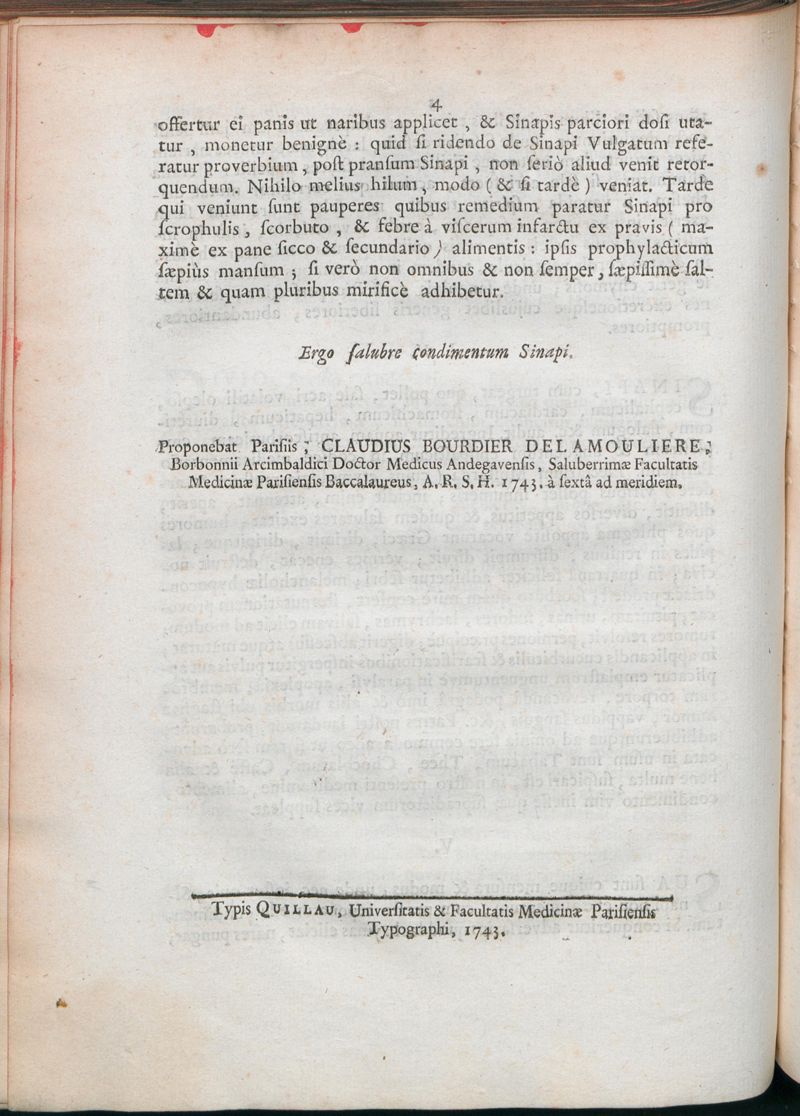 4
offertur ei panis ut naribus applicet , & Sinapis parciori dosi uta-
tur , monetur benignè : quid si ridendo de Sinapi Vulgatum refe-
ratur proverbium , post pransum Sinapi , non seriò aliud venit retor-
quendum. Nihilo melius hilum, modo ( & si tardè ) veniat. Tarde
qui veniunt sunt pauperes quibus remedium paratur Sinapi pro
scrophulis , scorbuto , & febre à viscerum infarctu ex pravis ( ma-
ximè ex pane sicco & secundario ) alimentis : ipsis prophylacticum
sæpiùs mansum ; si verò non omnibus & non semper, sæpissimè sal-
tem & quam pluribus mirificè adhibetur.
Ergo salubre Condimentum Sinapi.
Proponebat Parisiis ; CLAUDIUS BOURDIER DELAMOULIERE ;
Borbonnii Arcimbaldici Doctor Medicus Andegavensis, Saluberrimæ Facultatis
Medicinæ Parisiensis Baccalaureus, A. R. S. H. 1743. à sextâ ad meridiem.
Typis QUILLAU, Universitatis & Facultatis Medicinæ Parisiensis
Typographi, 1743.